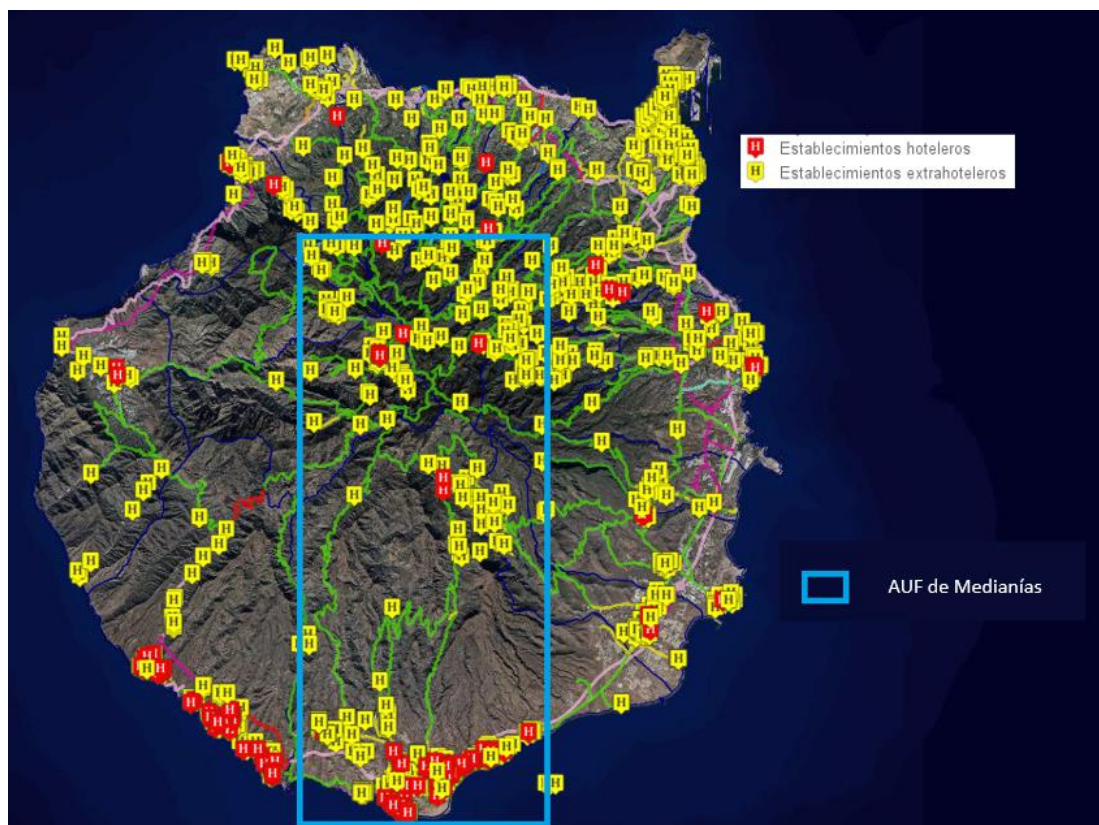 H Establecimientos hoteleros
H Establecimientos extrahoteleros
AUF de Medianías